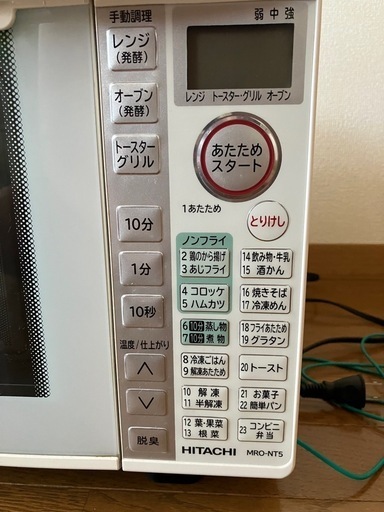 手動調理
弱 中 強
レンジ
(発酵)
レンジ トースター・グリル オーブン
オーブン
(発酵)
トースター
グリル
あたため
スタート
1あたため
とりけし
10分
1分
10秒
温度/仕上がり
脱臭
ノンフライ
2 鶏のから揚げ
3 あじフライ
14 飲み物・牛乳
15 酒かん
4 コロッケ
5 ハムカツ
16 焼きそば
17 冷凍めん
6 10分 蒸し物
7 10分 煮物
18 フライあたため
19 グラタン
8 冷凍ごはん
9 解凍あたため
20 トースト
10 解凍
11 半解凍
21 お菓子
22 簡単パン
12 葉・果菜
13 根菜
23 コンビニ
弁当
HITACHI MRO-NT5